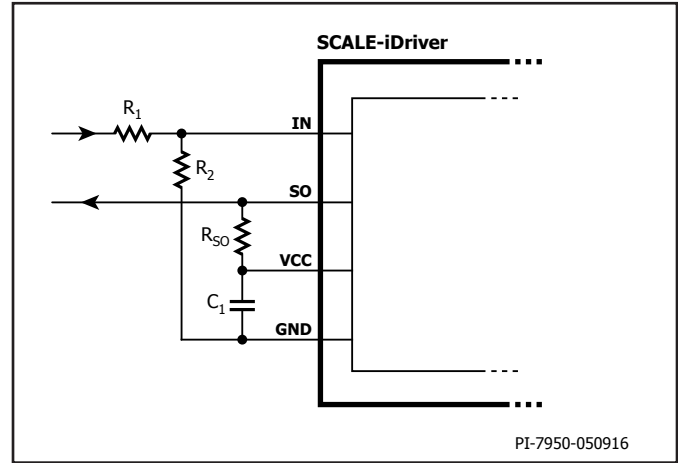 SCALE-iDriver
R1
IN
R2
SO
RSO
VCC
C1
GND
PI-7950-050916